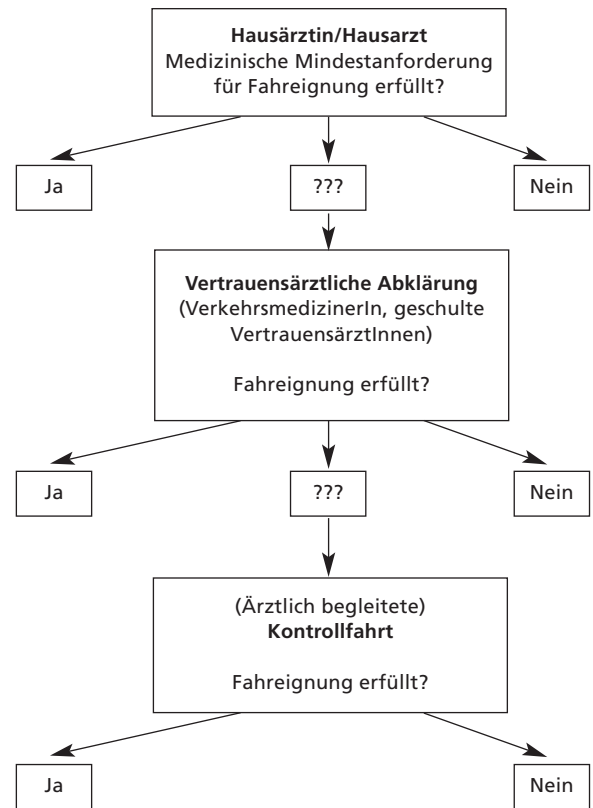 Hausärztin/Hausarzt
Medizinische Mindestanforderung
für Fahreignung erfüllt?
Ja
???
Nein
Vertrauensärztliche Abklärung
(VerkehrsmedizinerIn, geschulte
VertrauensärztInnen)
Fahreignung erfüllt?
Ja
???
Nein
(Ärztlich begleitete)
Kontrollfahrt
Fahreignung erfüllt?
Ja
Nein